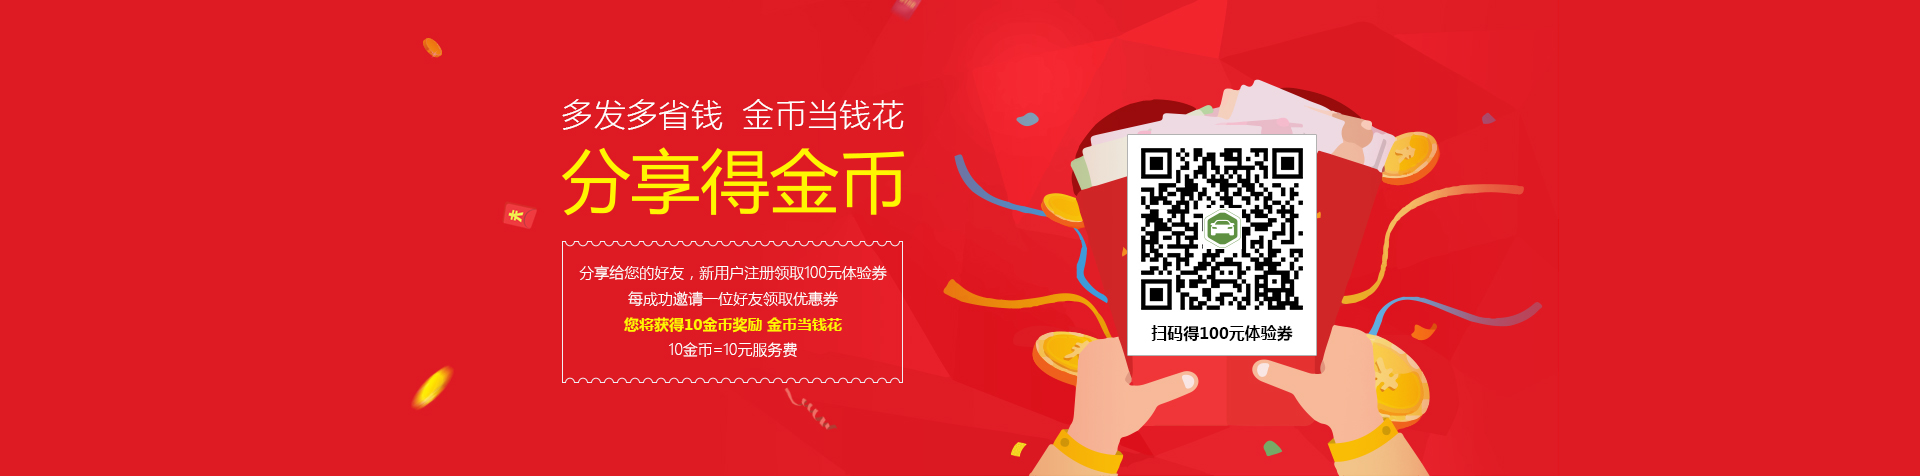 多发多省钱 金币当钱花
分享得金币
分享给您的好友，新用户注册领取100元体验券
每成功邀请一位好友领取优惠券
您将获得10金币奖励 金币当钱花
10金币=10元服务费
扫码得100元体验券